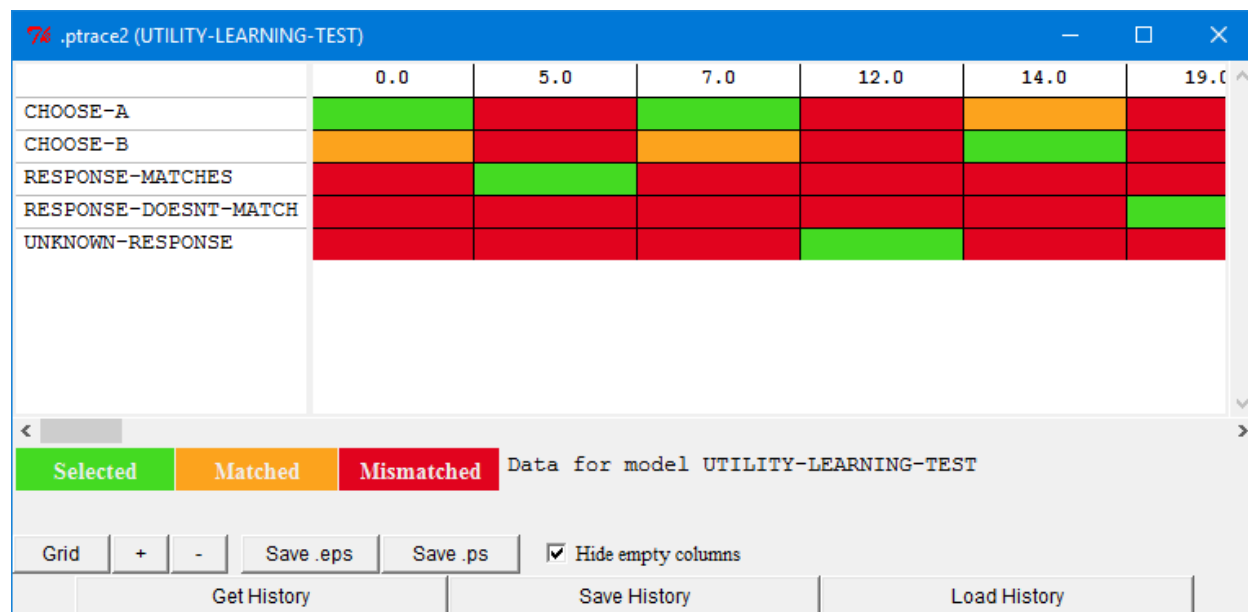 .ptrace2 (UTILITY-LEARNING-TEST)
0.0 5.0 7.0 12.0 14.0 19.0
CHOOSE-A
CHOOSE-B
RESPONSE-MATCHES
RESPONSE-DOESNT-MATCH
UNKNOWN-RESPONSE
Selected Matched Mismatched Data for model UTILITY-LEARNING-TEST
Grid + - Save .eps Save .ps Hide empty columns
Get History Save History Load History